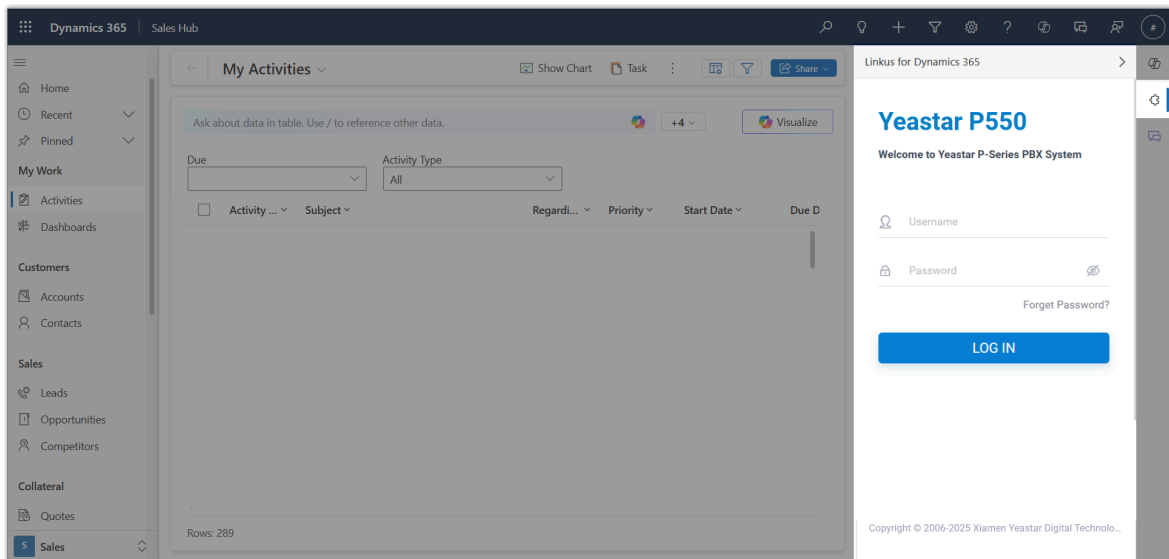 Dynamics 365 Sales Hub
#
Home
Recent
Pinned
My Work
Activities
Dashboards
Customers
Accounts
Contacts
Sales
Leads
Opportunities
Competitors
Collateral
Quotes
S Sales
My Activities
Show Chart Task Share
Ask about data in table. Use / to reference other data. +4 Visualize
Due Activity Type
All
Activity ... Subject Regardi... Priority Start Date Due D
Rows: 289
Linkus for Dynamics 365
Yeastar P550
Welcome to Yeastar P-Series PBX System
Username
Password
Forget Password?
LOG IN
Copyright © 2006-2025 Xiamen Yeastar Digital Technolo...